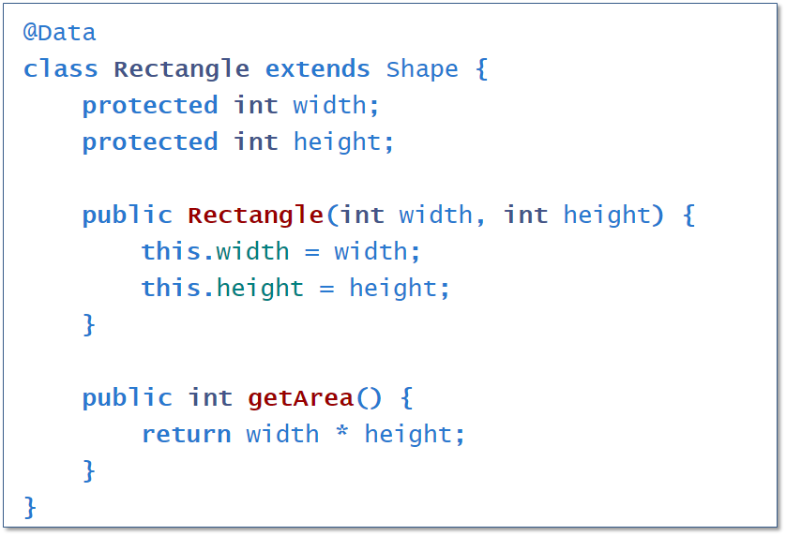 @Data
class Rectangle extends Shape {
    protected int width;
    protected int height;

    public Rectangle(int width, int height) {
        this.width = width;
        this.height = height;
    }

    public int getArea() {
        return width * height;
    }
}